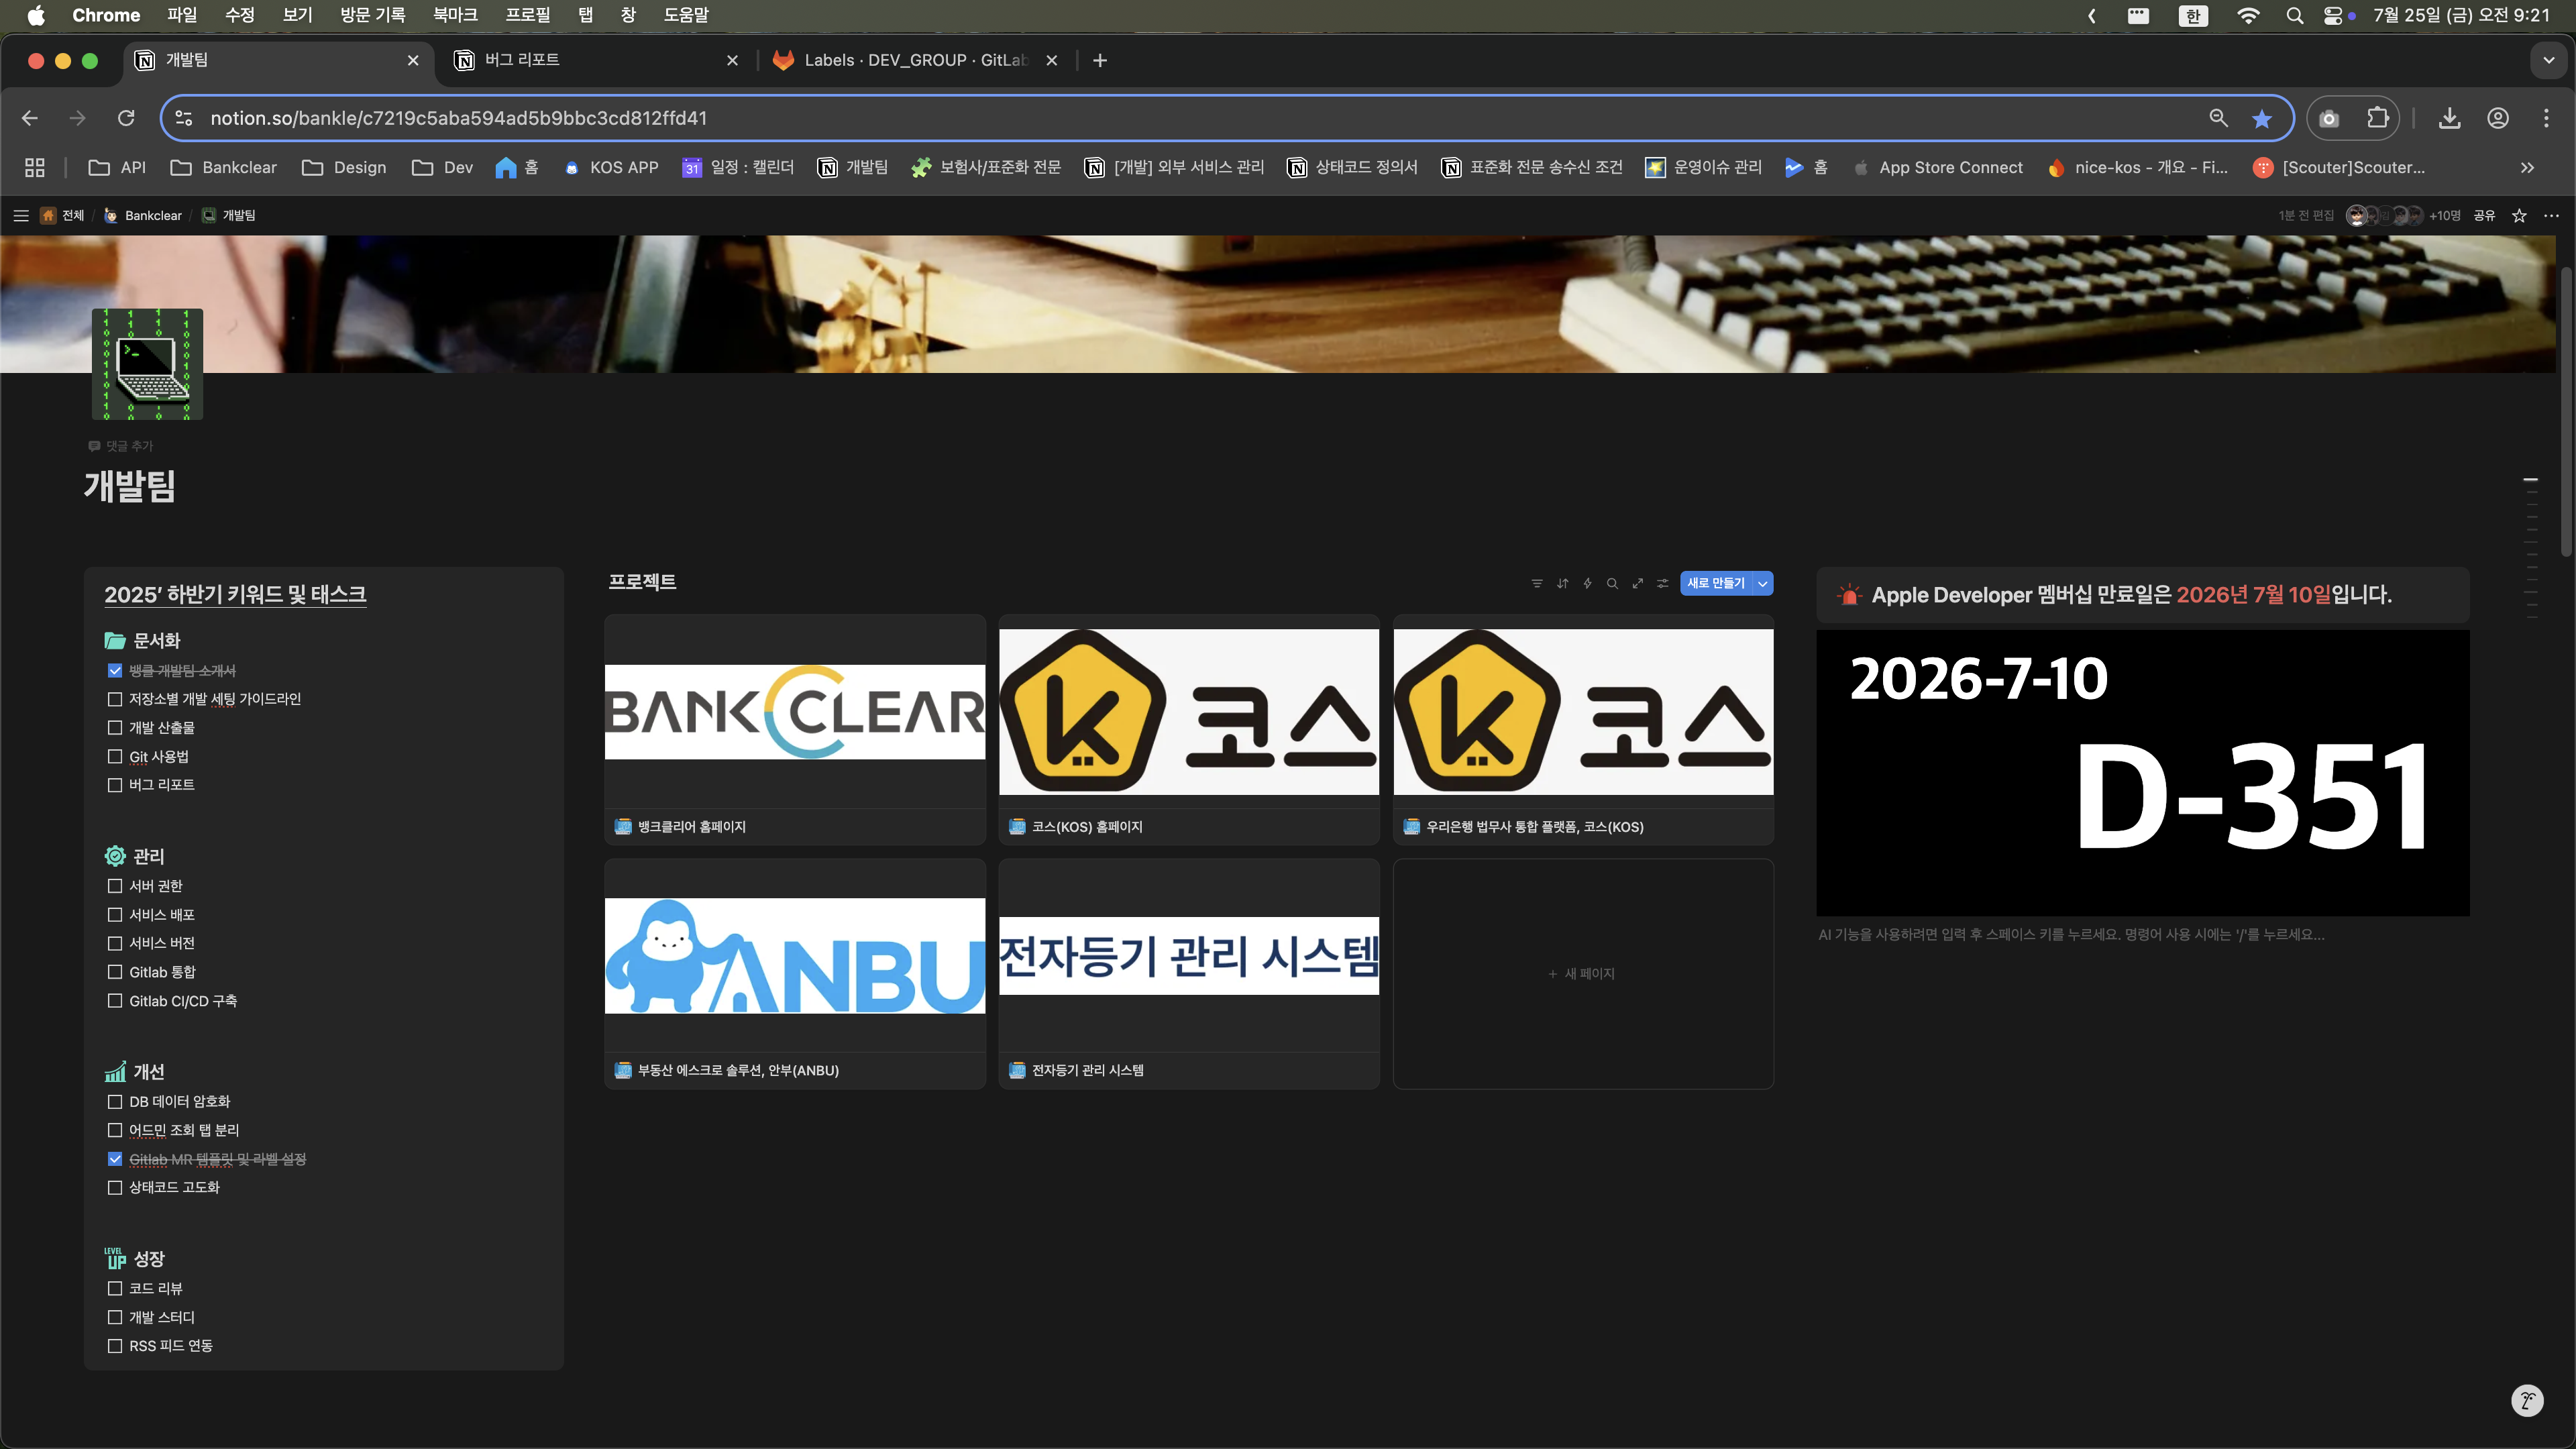 Chrome 파일 수정 보기 방문 기록 북마크 프로필 탭 창 도움말 한 7월 25일 (금) 오전 9:21
개발팀 버그 리포트 Labels · DEV_GROUP · GitLab
notion.so/bankle/c7219c5aba594ad5b9bbc3cd812ffd41
API Bankclear Design Dev 홈 KOS APP 31 일정 : 캘린더 개발팀 보험사/표준화 전문 [개발] 외부 서비스 관리 상태코드 정의서 표준화 전문 송수신 조건 운영이슈 관리 홈 App Store Connect nice-kos - 개요 - Fi... [Scouter]Scouter...
전체 / Bankclear / 개발팀 1분 전 편집 +10명 공유
댓글 추가
개발팀
2025’ 하반기 키워드 및 태스크
문서화
뱅클 개발팀 소개서
저장소별 개발 세팅 가이드라인
개발 산출물
Git 사용법
버그 리포트
관리
서버 권한
서비스 배포
서비스 버전
Gitlab 통합
Gitlab CI/CD 구축
개선
DB 데이터 암호화
어드민 조회 탭 분리
Gitlab MR 템플릿 및 라벨 설정
상태코드 고도화
LEVEL UP 성장
코드 리뷰
개발 스터디
RSS 피드 연동
프로젝트 새로 만들기
BANKCLEAR
뱅크클리어 홈페이지
코스
코스(KOS) 홈페이지
코스
우리은행 법무사 통합 플랫폼, 코스(KOS)
ANBU
부동산 에스크로 솔루션, 안부(ANBU)
전자등기 관리 시스템
전자등기 관리 시스템
+ 새 페이지
Apple Developer 멤버십 만료일은 2026년 7월 10일입니다.
2026-7-10
D-351
AI 기능을 사용하려면 입력 후 스페이스 키를 누르세요. 명령어 사용 시에는 '/'를 누르세요...